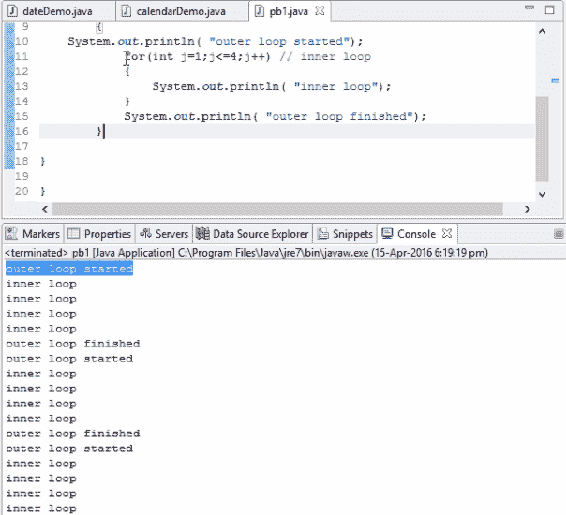 dateDemo.java calendarDemo.java pb1.java
9 {
10 System.out.println( "outer loop started");
11 for(int j=1;j<=4;j++) // inner loop
12 {
13 System.out.println( "inner loop");
14 }
15 System.out.println( "outer loop finished");
16 }
17
18 }
19
20 }
Markers Properties Servers Data Source Explorer Snippets Console
<terminated> pb1 [Java Application] C:\Program Files\Java\jre7\bin\javaw.exe (15-Apr-2016 6:19:19 pm)
outer loop started
inner loop
inner loop
inner loop
inner loop
outer loop finished
outer loop started
inner loop
inner loop
inner loop
inner loop
outer loop finished
outer loop started
inner loop
inner loop
inner loop
inner loop